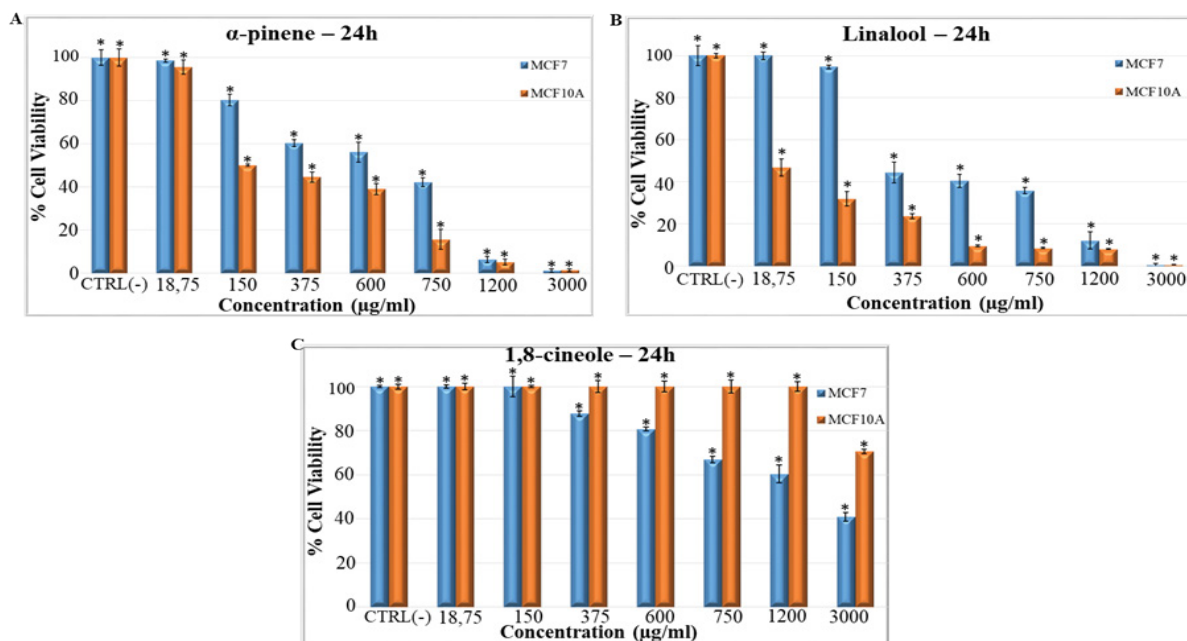 A
α-pinene – 24h
% Cell Viability
100
80
60
40
20
0
* * * * * * * * * * * * * * * *
MCF7
MCF10A
CTRL(-) 18,75 150 375 600 750 1200 3000
Concentration (µg/ml)
B
Linalool – 24h
% Cell Viability
100
80
60
40
20
0
* * * * * * * * * * * * * * * *
MCF7
MCF10A
CTRL(-) 18,75 150 375 600 750 1200 3000
Concentration (µg/ml)
C
1,8-cineole – 24h
% Cell Viability
100
80
60
40
20
0
* * * * * * * * * * * * * * * *
MCF7
MCF10A
CTRL(-) 18,75 150 375 600 750 1200 3000
Concentration (µg/ml)